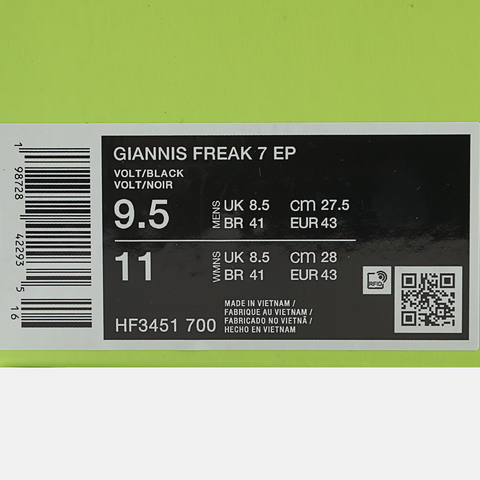 GIANNIS FREAK 7 EP
VOLT/BLACK
VOLT/NOIR
9.5 MENS UK 8.5 cm 27.5
BR 41 EUR 43
11 WMNS UK 8.5 cm 28
BR 41 EUR 43
RFID
MADE IN VIETNAM /
FABRIQUE AU VIETNAM /
FABRICADO NO VIETNÃ /
HECHO EN VIETNAM
HF3451 700
1 98728 42293 5 16